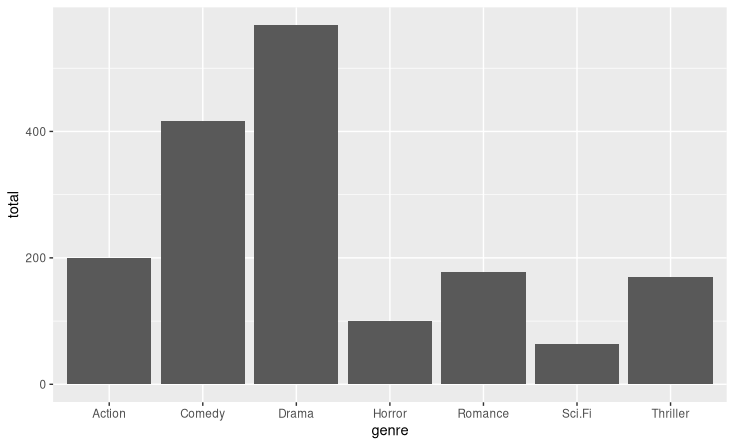 total
400
200
0
Action Comedy Drama Horror Romance Sci.Fi Thriller
genre